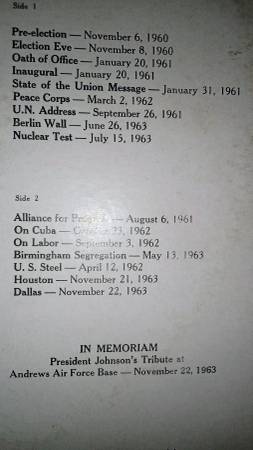 Side 1
Pre-election — November 6, 1960
Election Eve — November 8, 1960
Oath of Office — January 20, 1961
Inaugural — January 20, 1961
State of the Union Message — January 31, 1961
Peace Corps — March 2, 1962
U.N. Address — September 26, 1961
Berlin Wall — June 26, 1963
Nuclear Test — July 15, 1963
Side 2
Alliance for — August 6, 1961
On Cuba — 23, 1962
On Labor — September 3, 1962
Birmingham Segregation — May 13, 1963
U. S. Steel — April 12, 1962
Houston — November 21, 1963
Dallas — November 22, 1963
IN MEMORIAM
President Johnson's Tribute at
Andrews Air Force Base — November 22, 1963